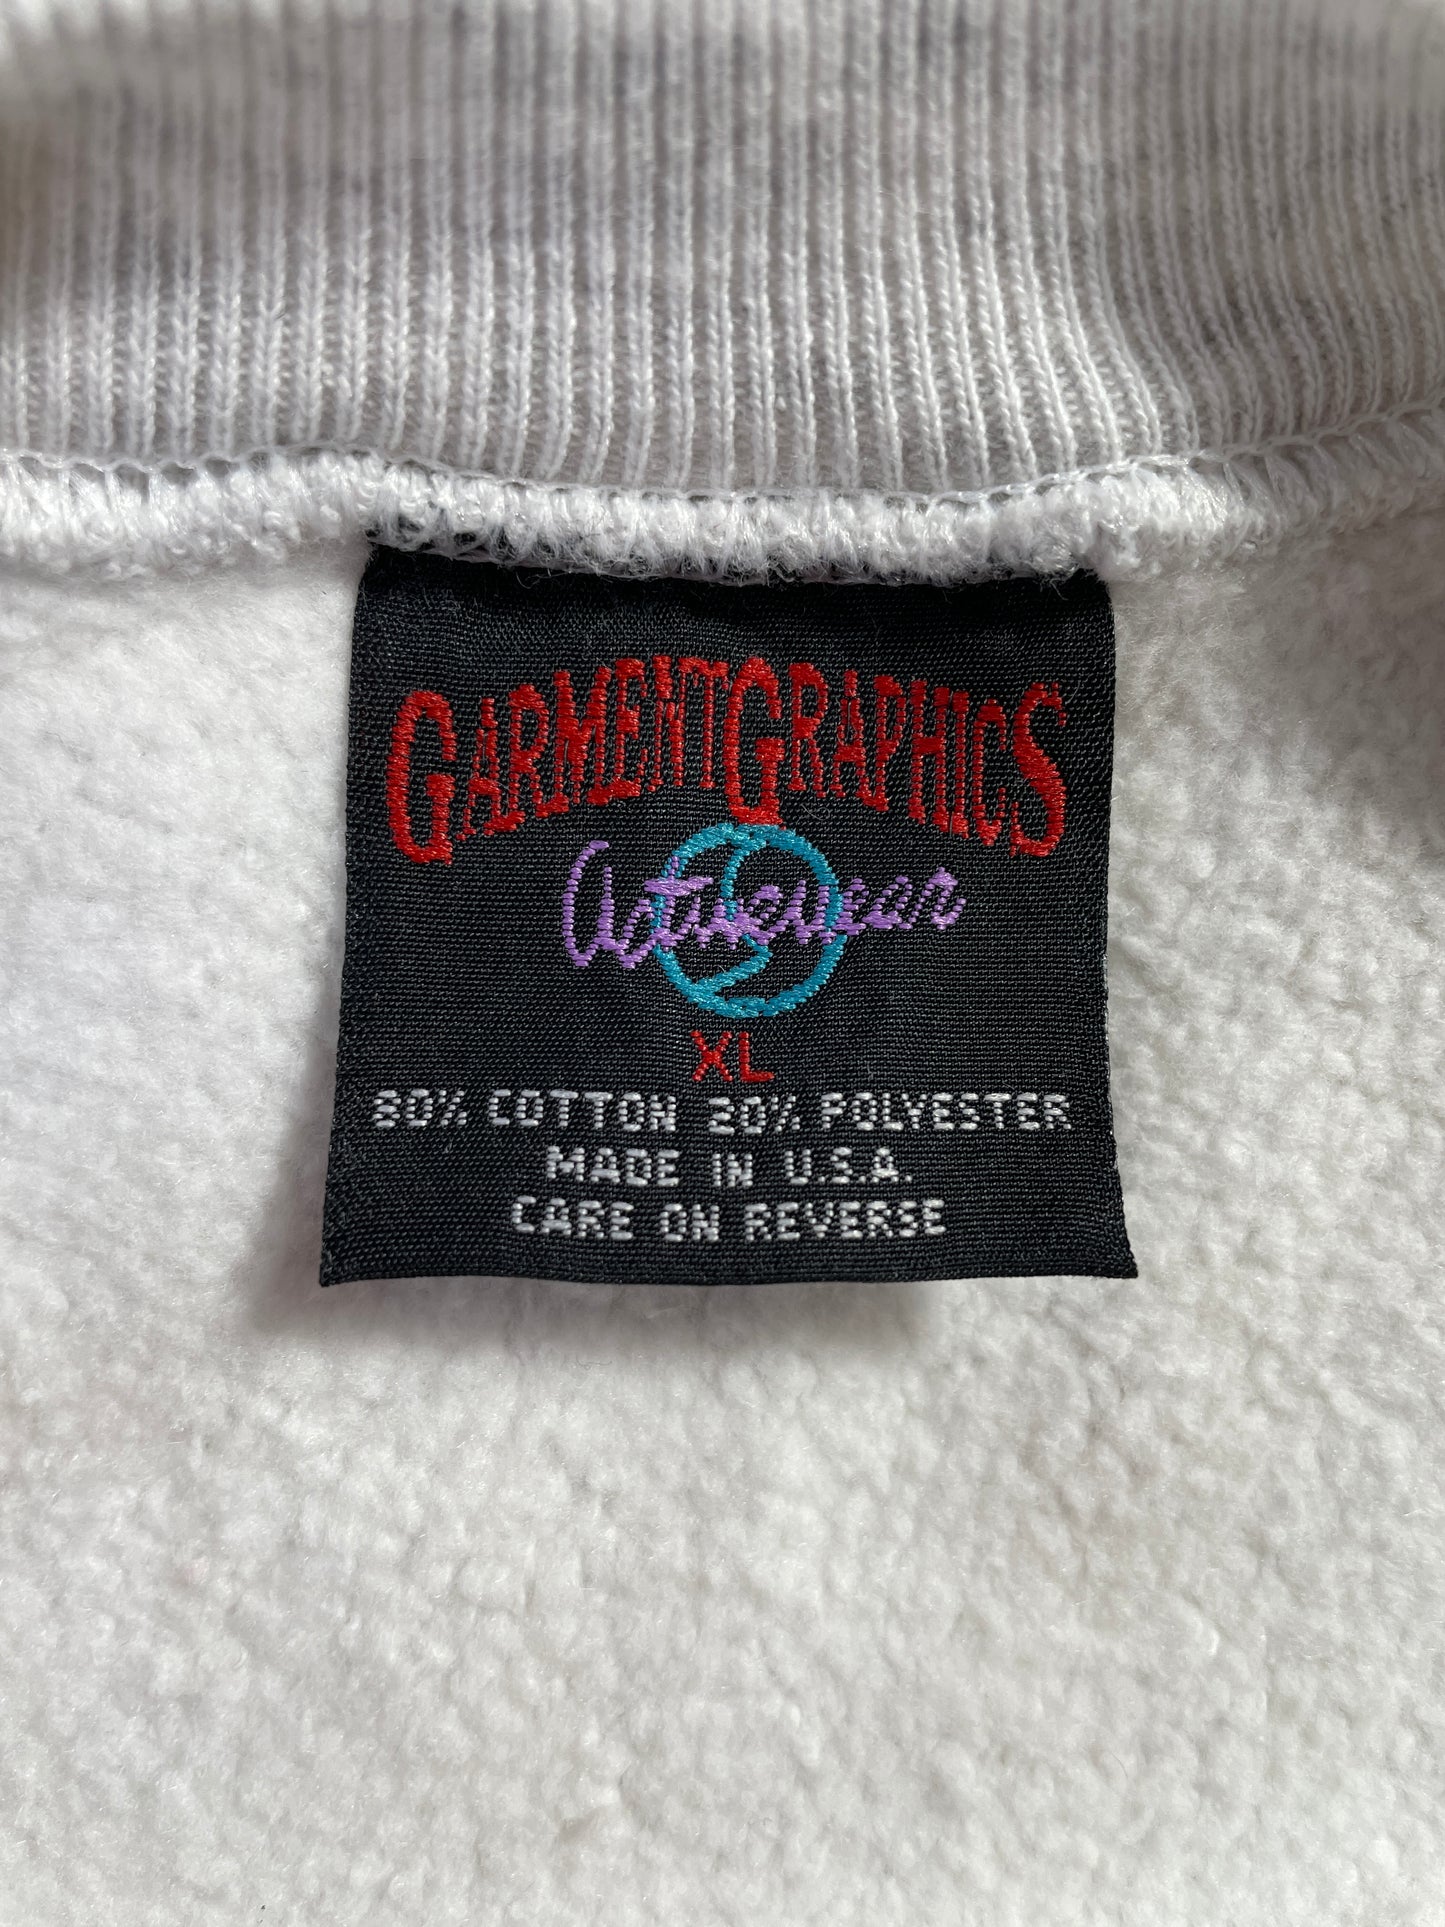 GARMENTGRAPHICS
Activewear
XL
80% COTTON 20% POLYESTER
MADE IN U.S.A.
CARE ON REVERSE